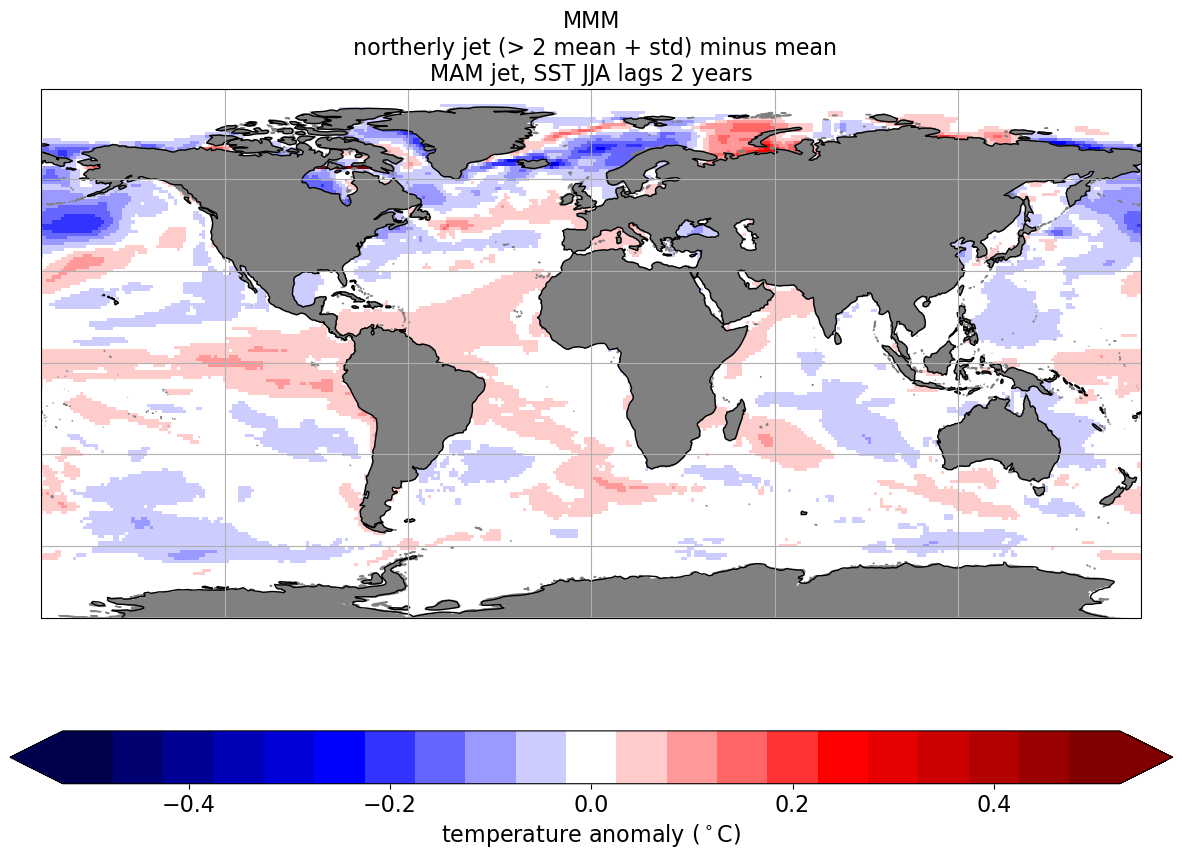 MMM
northerly jet (> 2 mean + std) minus mean
MAM jet, SST JJA lags 2 years
−0.4 −0.2 0.0 0.2 0.4
temperature anomaly (∘C)